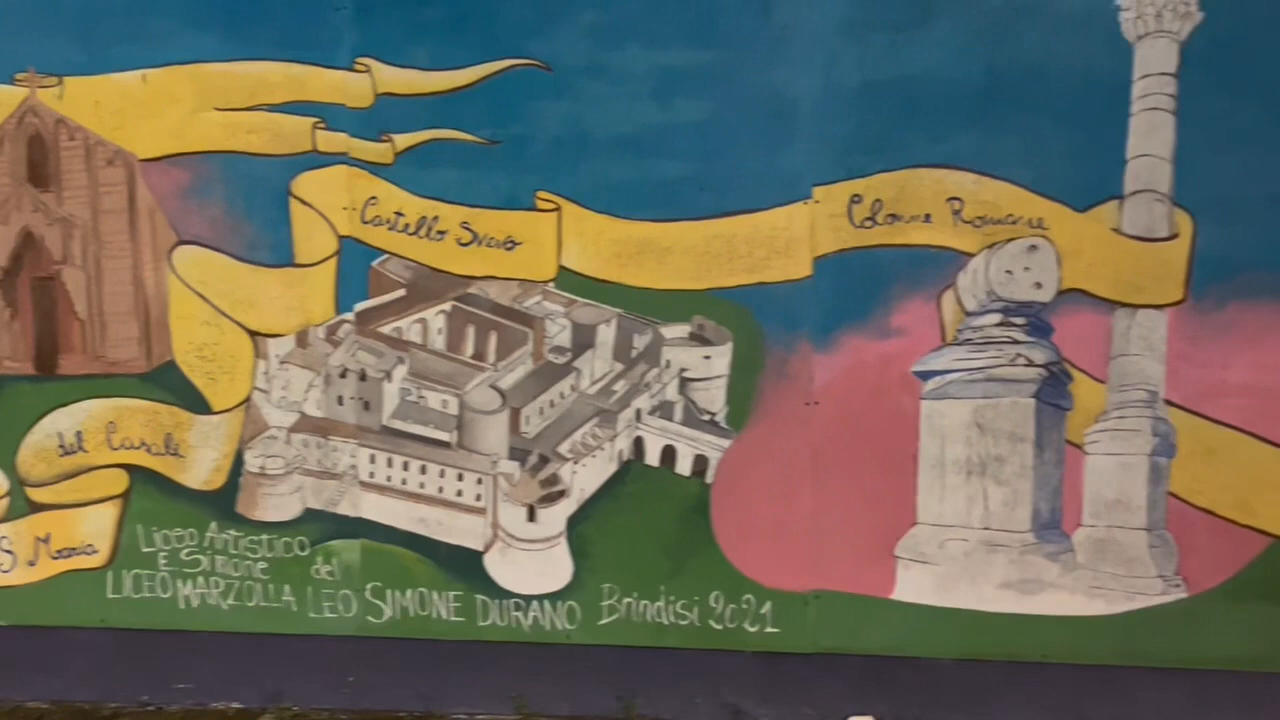 Castello Svevo
Colonne Romane
del Casale
S. Maria
Liceo Artistico
E Simone del
LICEO MARZOLLA LEO SIMONE DURANO Brindisi 2021